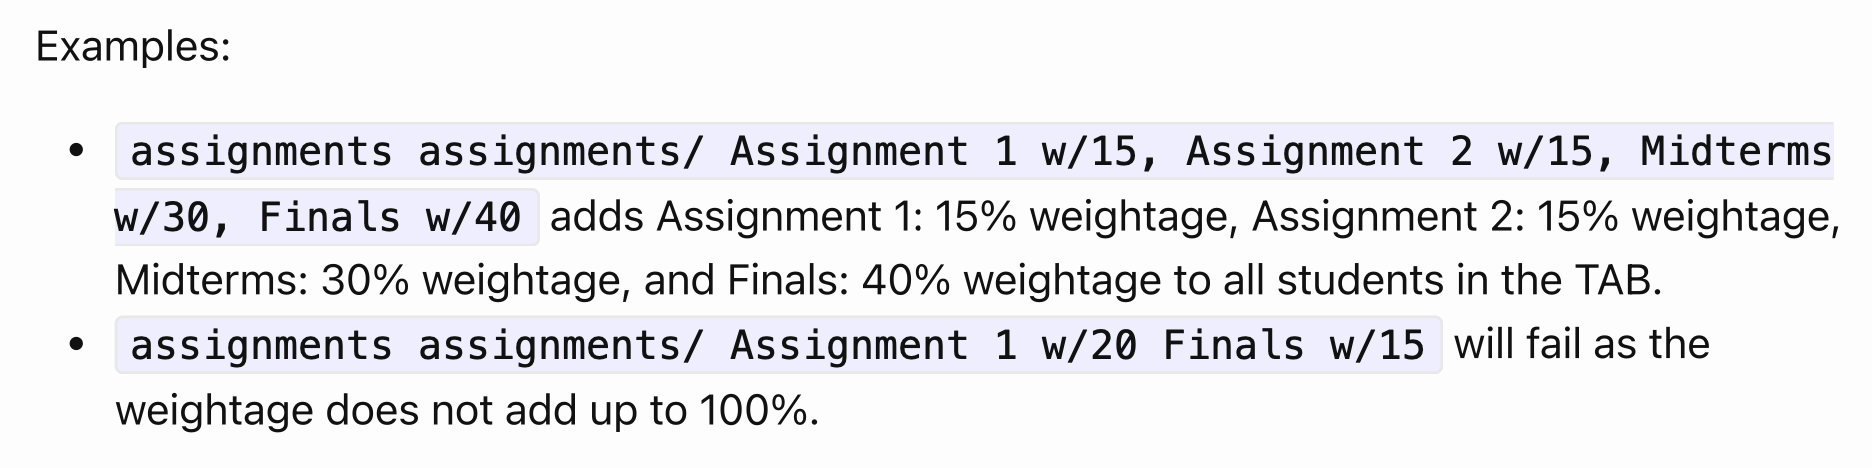 Examples:
• assignments assignments/ Assignment 1 w/15, Assignment 2 w/15, Midterms
w/30, Finals w/40 adds Assignment 1: 15% weightage, Assignment 2: 15% weightage,
Midterms: 30% weightage, and Finals: 40% weightage to all students in the TAB.
• assignments assignments/ Assignment 1 w/20 Finals w/15 will fail as the
weightage does not add up to 100%.